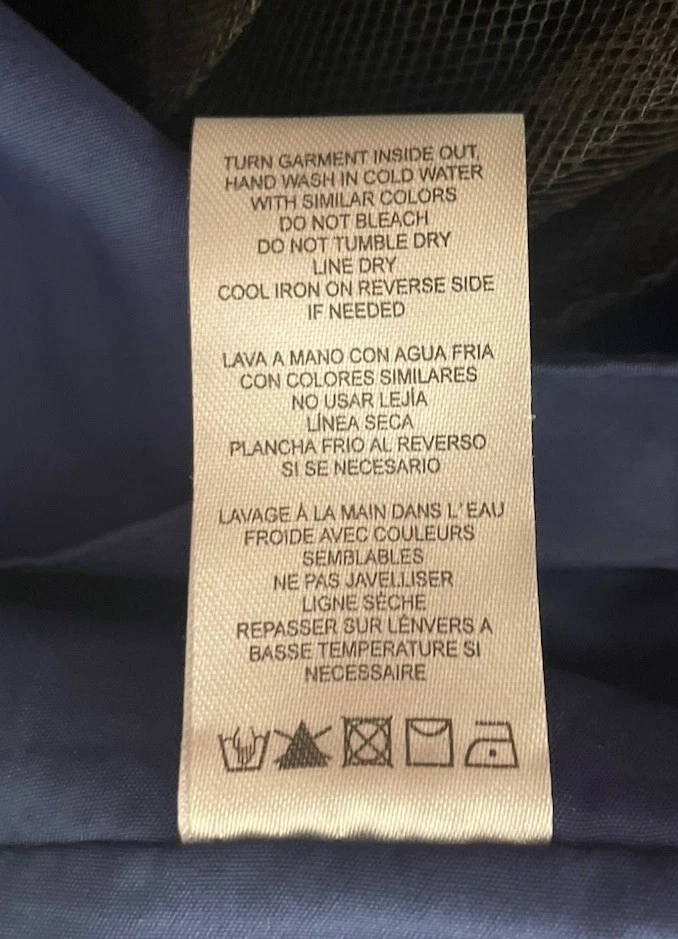 TURN GARMENT INSIDE OUT,
HAND WASH IN COLD WATER
WITH SIMILAR COLORS
DO NOT BLEACH
DO NOT TUMBLE DRY
LINE DRY
COOL IRON ON REVERSE SIDE
IF NEEDED
LAVA A MANO CON AGUA FRIA
CON COLORES SIMILARES
NO USAR LEJÍA
LÍNEA SECA
PLANCHA FRIO AL REVERSO
SI SE NECESARIO
LAVAGE À LA MAIN DANS L'EAU
FROIDE AVEC COULEURS
SEMBLABLES
NE PAS JAVELLISER
LIGNE SÈCHE
REPASSER SUR LÉNVERS A
BASSE TEMPERATURE SI
NECESSAIRE